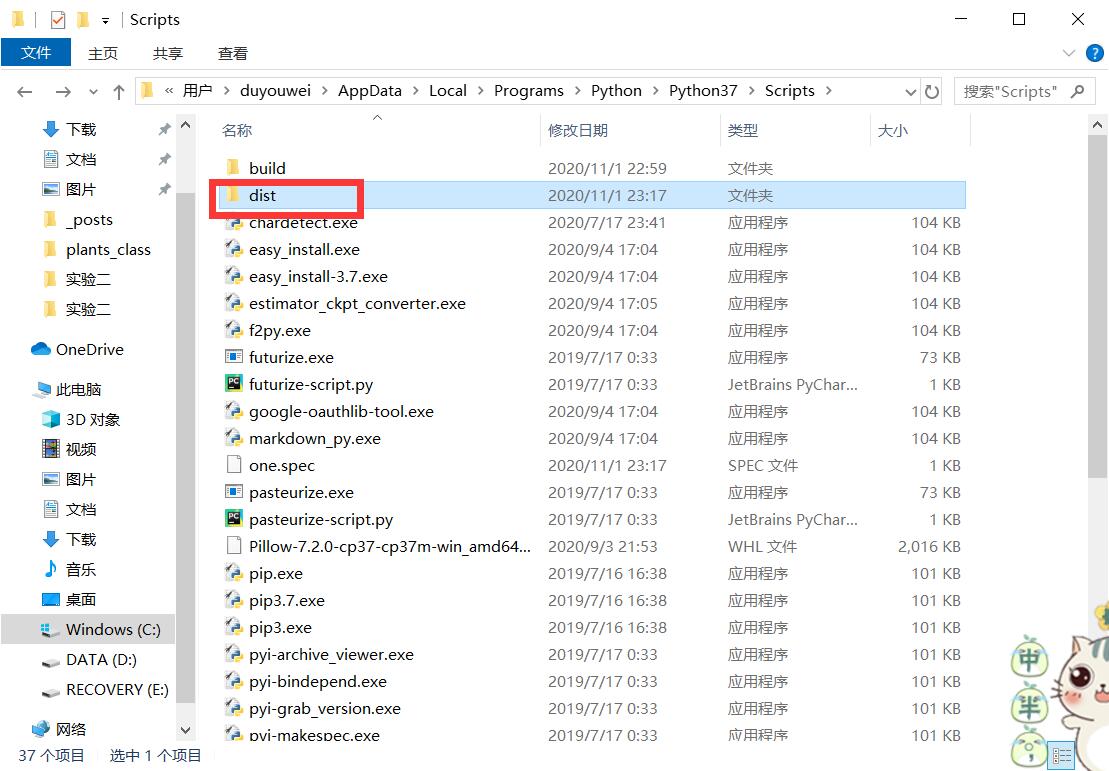 Scripts
文件 主页 共享 查看
« 用户 › duyouwei › AppData › Local › Programs › Python › Python37 › Scripts › 搜索"Scripts"
下载
文档
图片
_posts
plants_class
实验二
实验二
OneDrive
此电脑
3D 对象
视频
图片
文档
下载
音乐
桌面
Windows (C:)
DATA (D:)
RECOVERY (E:)
网络
名称 修改日期 类型 大小
build 2020/11/1 22:59 文件夹
dist 2020/11/1 23:17 文件夹
chardetect.exe 2020/7/17 23:41 应用程序 104 KB
easy_install.exe 2020/9/4 17:04 应用程序 104 KB
easy_install-3.7.exe 2020/9/4 17:04 应用程序 104 KB
estimator_ckpt_converter.exe 2020/9/4 17:05 应用程序 104 KB
f2py.exe 2020/9/4 17:04 应用程序 104 KB
futurize.exe 2019/7/17 0:33 应用程序 73 KB
futurize-script.py 2019/7/17 0:33 JetBrains PyChar... 1 KB
google-oauthlib-tool.exe 2020/9/4 17:04 应用程序 104 KB
markdown_py.exe 2020/9/4 17:04 应用程序 104 KB
one.spec 2020/11/1 23:17 SPEC 文件 1 KB
pasteurize.exe 2019/7/17 0:33 应用程序 73 KB
pasteurize-script.py 2019/7/17 0:33 JetBrains PyChar... 1 KB
Pillow-7.2.0-cp37-cp37m-win_amd64... 2020/9/3 21:53 WHL 文件 2,016 KB
pip.exe 2019/7/16 16:38 应用程序 101 KB
pip3.7.exe 2019/7/16 16:38 应用程序 101 KB
pip3.exe 2019/7/16 16:38 应用程序 101 KB
pyi-archive_viewer.exe 2019/7/17 0:33 应用程序 101 KB
pyi-bindepend.exe 2019/7/17 0:33 应用程序 101 KB
pyi-grab_version.exe 2019/7/17 0:33 应用程序 101 KB
pyi-makespec.exe 2019/7/17 0:33 应用程序 101 KB
中
半
37 个项目 选中 1 个项目